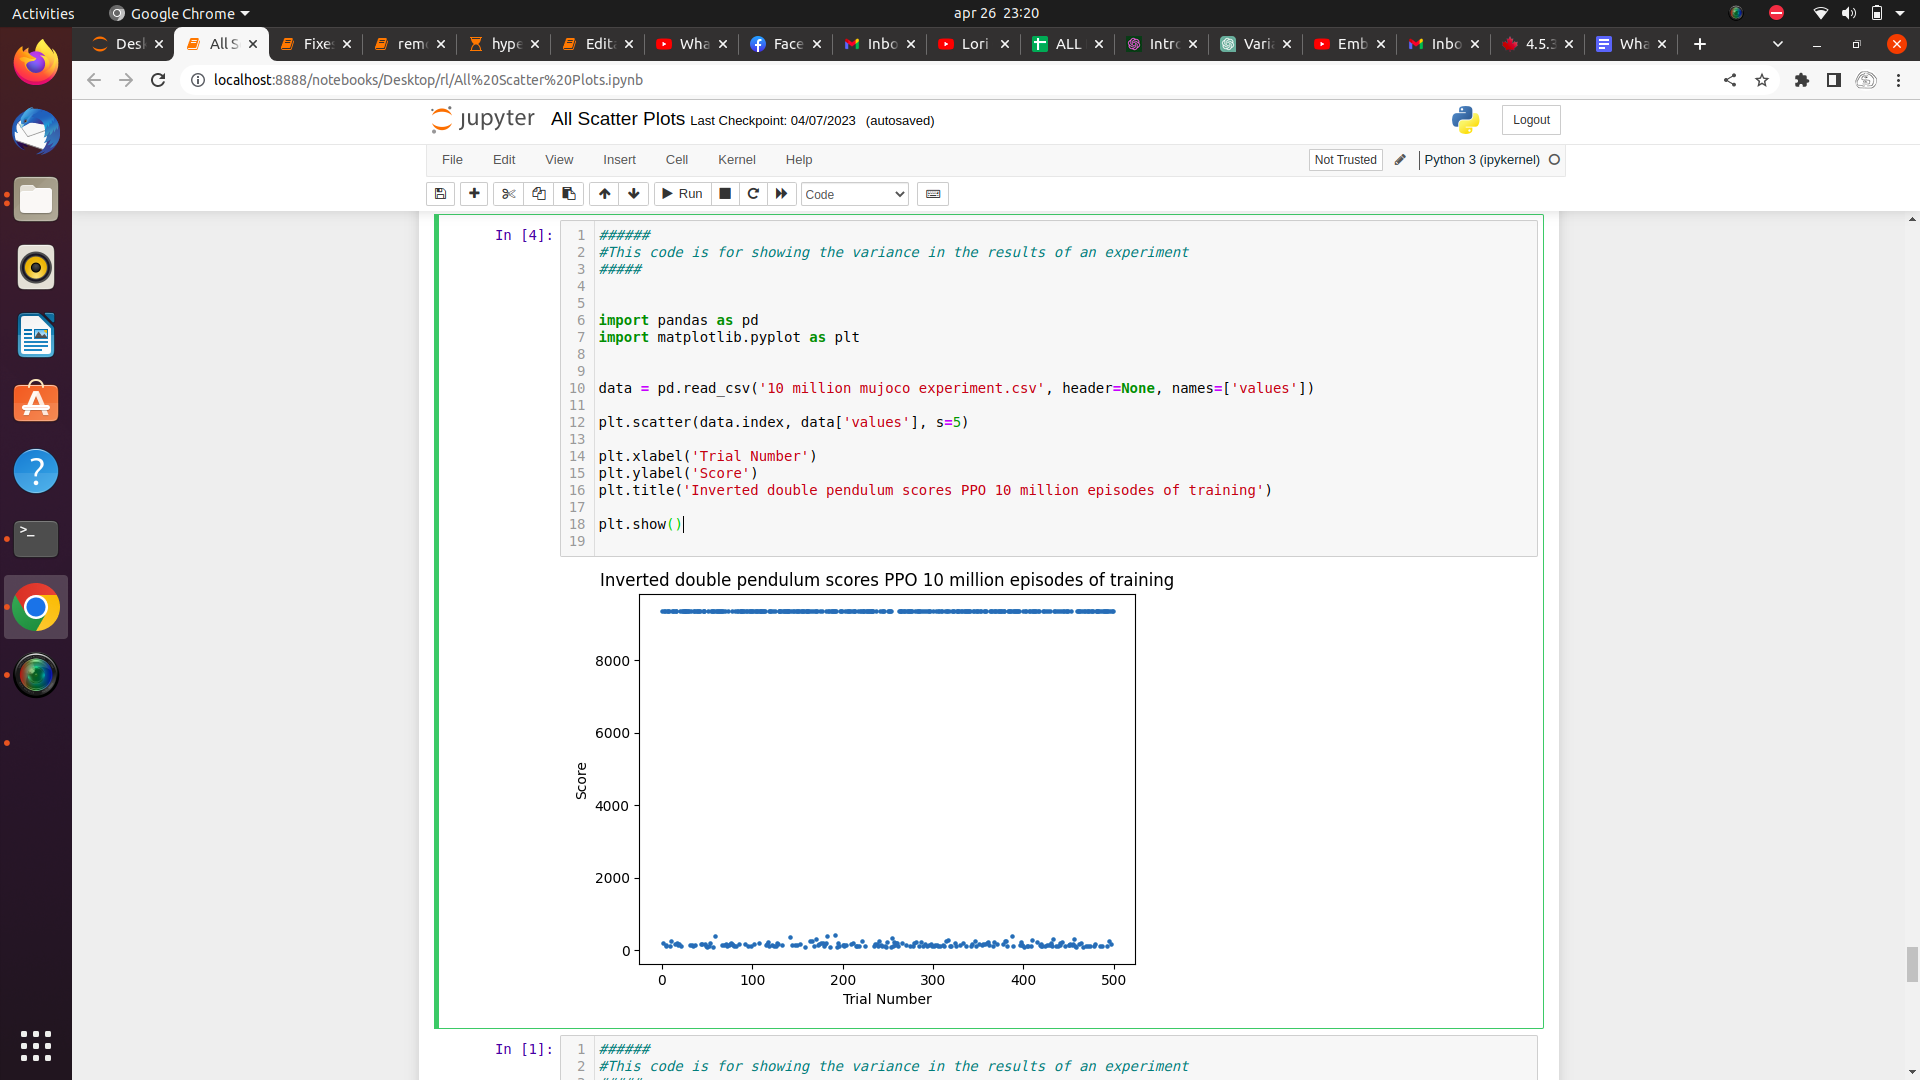 Activities Google Chrome apr 26 23:20
Desk All S Fixe rem hype Edit Wha Face Inbo Lori ALL Intro Varia Emb Inbo 4.5.3 Wha
localhost:8888/notebooks/Desktop/rl/All%20Scatter%20Plots.ipynb
jupyter All Scatter Plots Last Checkpoint: 04/07/2023 (autosaved) Logout
File Edit View Insert Cell Kernel Help Not Trusted Python 3 (ipykernel)
Run Code
In [4]:
1 ######
2 #This code is for showing the variance in the results of an experiment
3 #####
4
5
6 import pandas as pd
7 import matplotlib.pyplot as plt
8
9
10 data = pd.read_csv('10 million mujoco experiment.csv', header=None, names=['values'])
11
12 plt.scatter(data.index, data['values'], s=5)
13
14 plt.xlabel('Trial Number')
15 plt.ylabel('Score')
16 plt.title('Inverted double pendulum scores PPO 10 million episodes of training')
17
18 plt.show()
19
Inverted double pendulum scores PPO 10 million episodes of training
8000
6000
Score
4000
2000
0
0 100 200 300 400 500
Trial Number
In [1]:
1 ######
2 #This code is for showing the variance in the results of an experiment